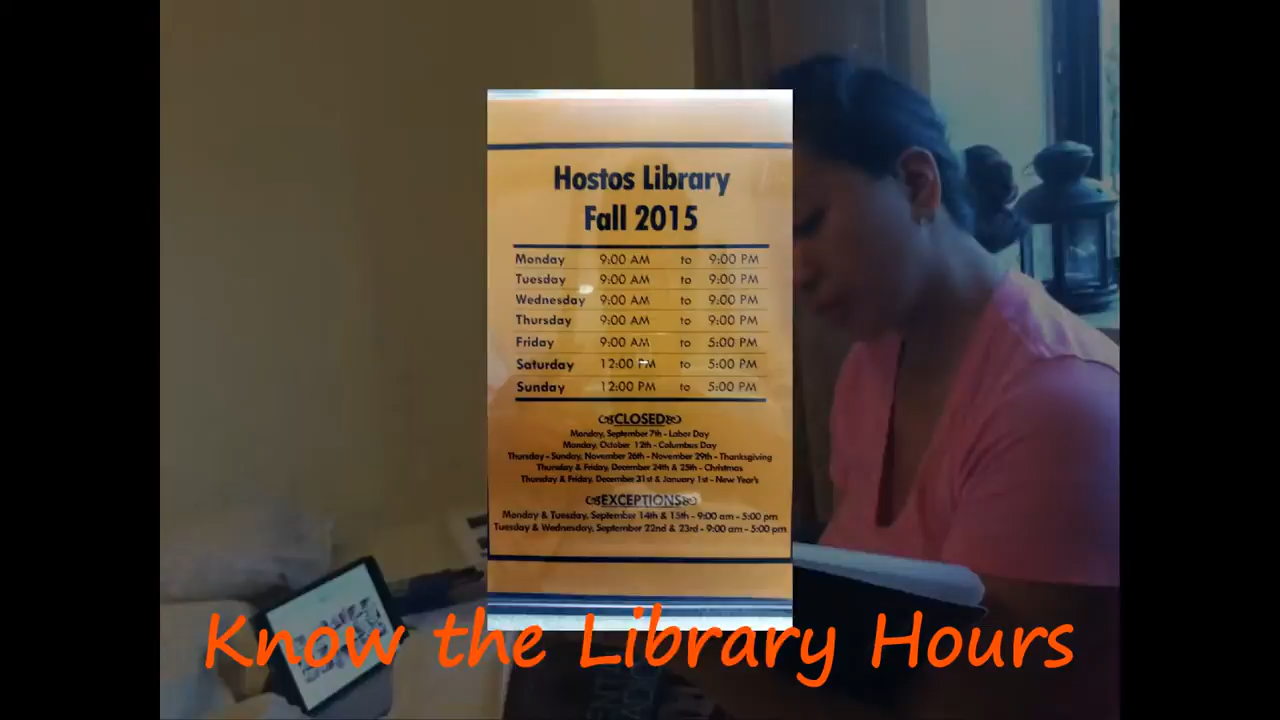 Hostos Library
Fall 2015
Monday 9:00 AM to 9:00 PM
Tuesday 9:00 AM to 9:00 PM
Wednesday 9:00 AM to 9:00 PM
Thursday 9:00 AM to 9:00 PM
Friday 9:00 AM to 5:00 PM
Saturday 12:00 PM to 5:00 PM
Sunday 12:00 PM to 5:00 PM
CLOSED
Monday, September 7th - Labor Day
Monday, October 12th - Columbus Day
Thursday - Sunday, November 26th - November 29th - Thanksgiving
Thursday & Friday, December 24th & 25th - Christmas
Thursday & Friday, December 31st & January 1st - New Year's
EXCEPTIONS
Monday & Tuesday, September 14th & 15th - 9:00 am - 5:00 pm
Tuesday & Wednesday, September 22nd & 23rd - 9:00 am - 5:00 pm
Know the Library Hours